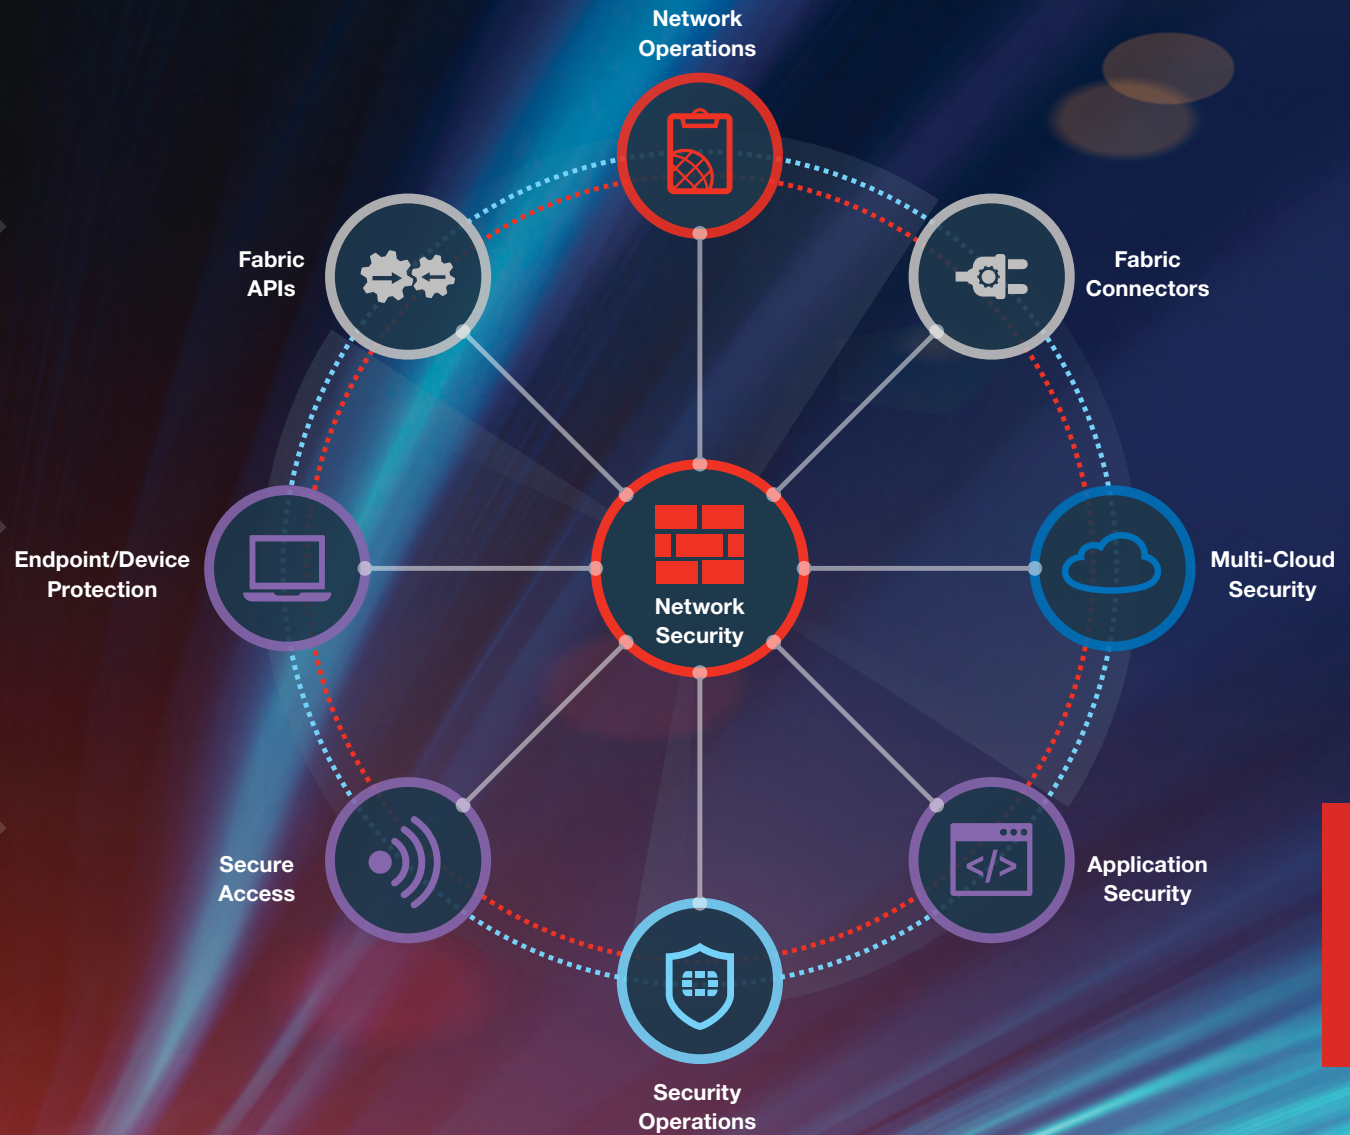 Network
Operations
Fabric
APIs
Fabric
Connectors
Endpoint/Device
Protection
Network
Security
Multi-Cloud
Security
Secure
Access
</>
Application
Security
Security
Operations